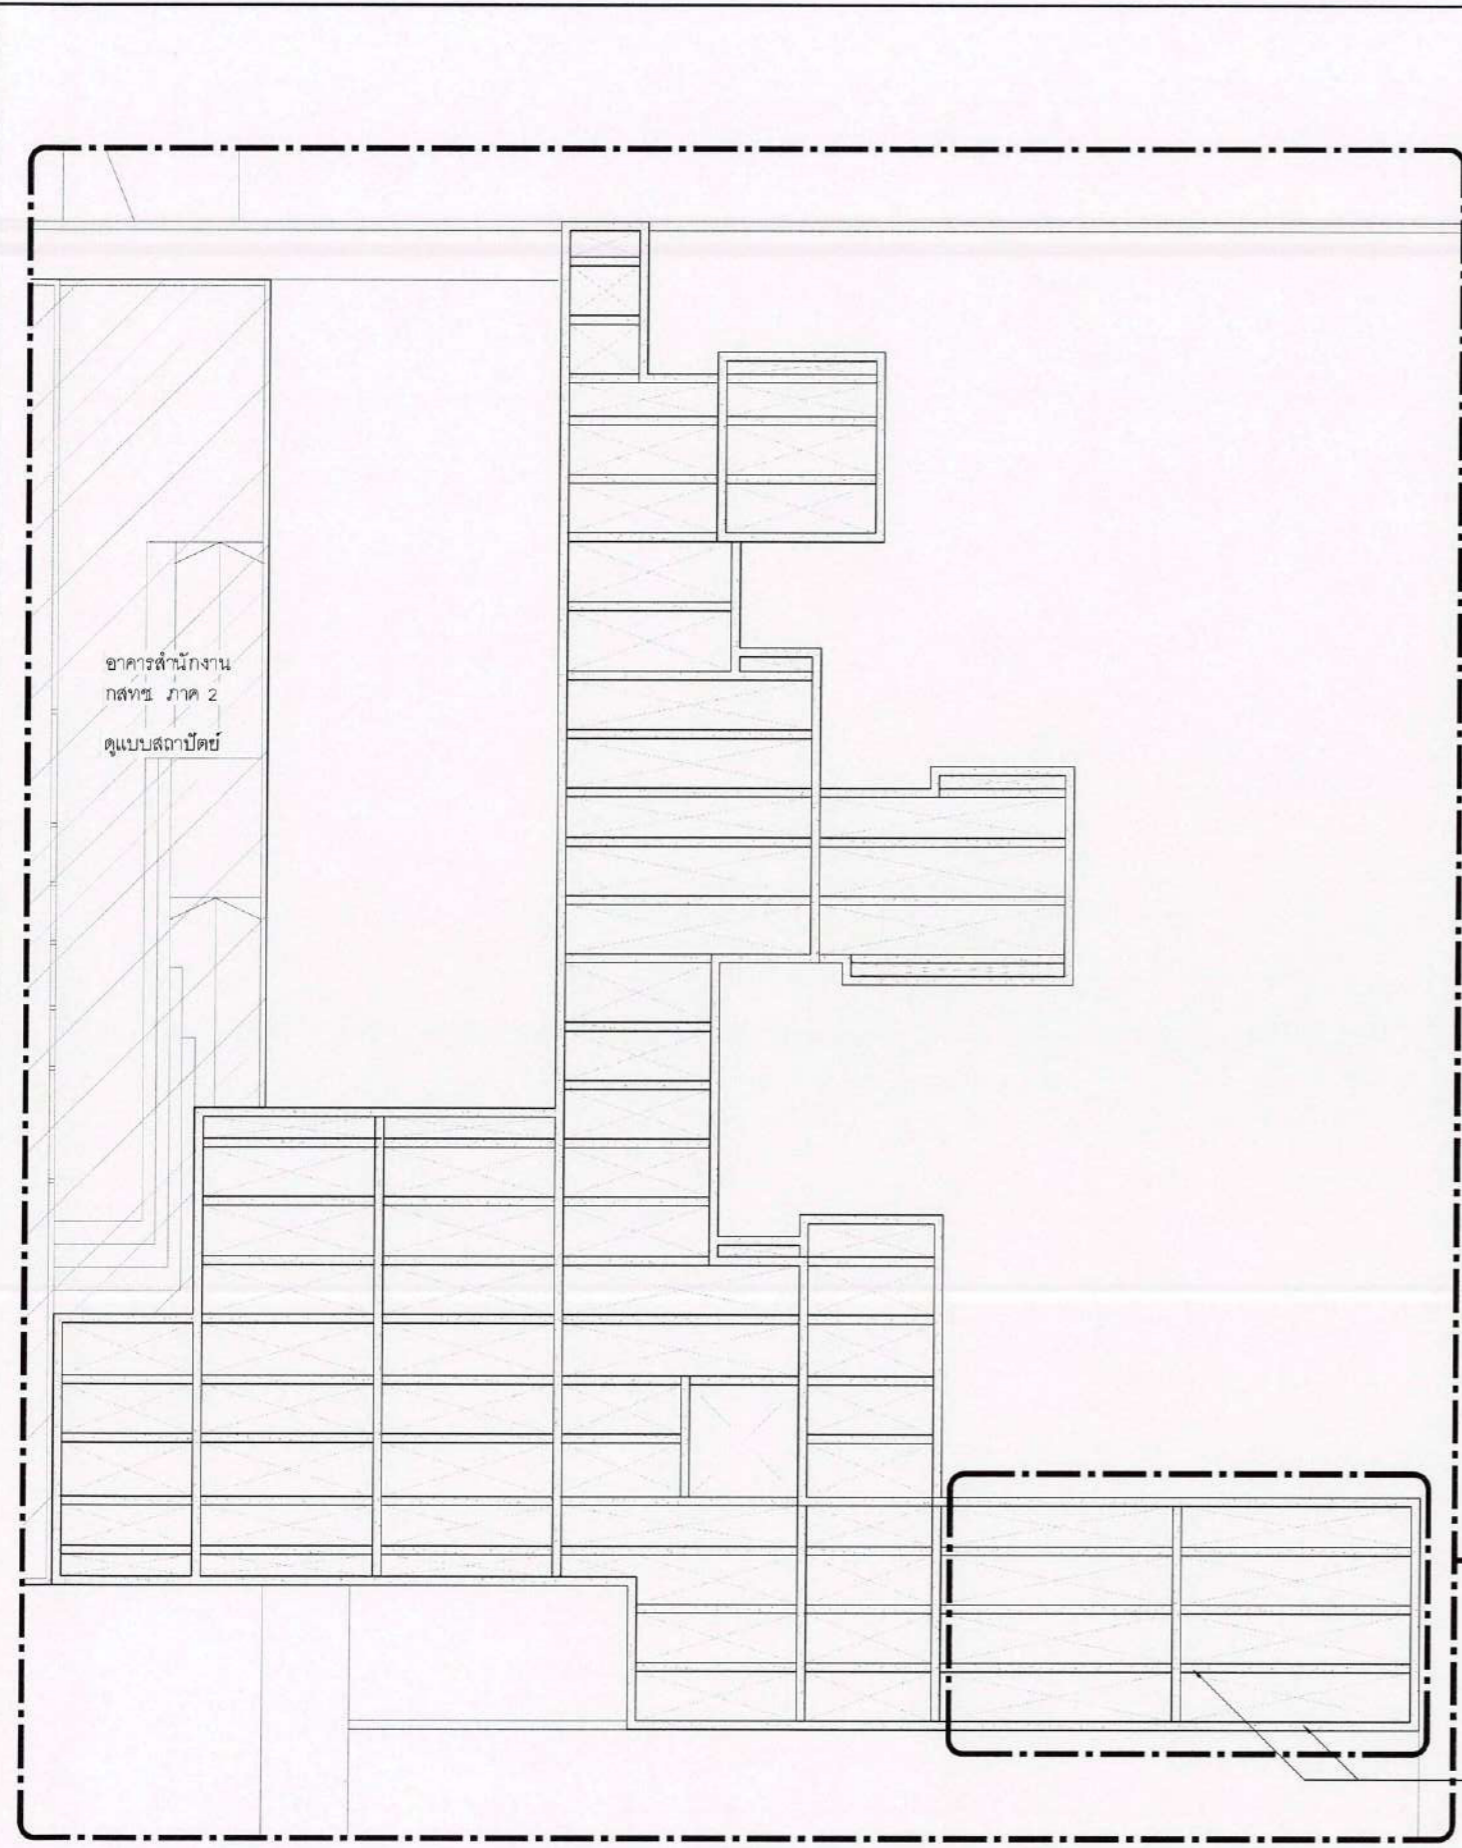 อาคารสำนักงาน
กสทช ภาค 2
ดูแบบสถาปัตย์